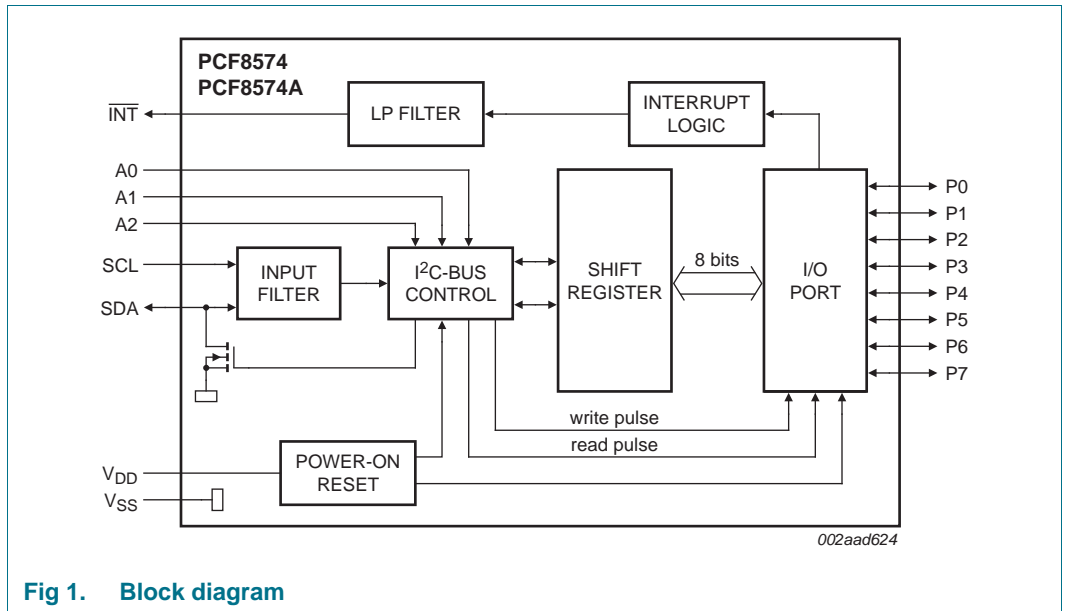 PCF8574
PCF8574A
INT
LP FILTER
INTERRUPT
LOGIC
A0
A1
A2
SCL
SDA
INPUT
FILTER
I2C-BUS
CONTROL
SHIFT
REGISTER
8 bits
I/O
PORT
P0
P1
P2
P3
P4
P5
P6
P7
write pulse
read pulse
VDD
VSS
POWER-ON
RESET
002aad624
Fig 1. Block diagram